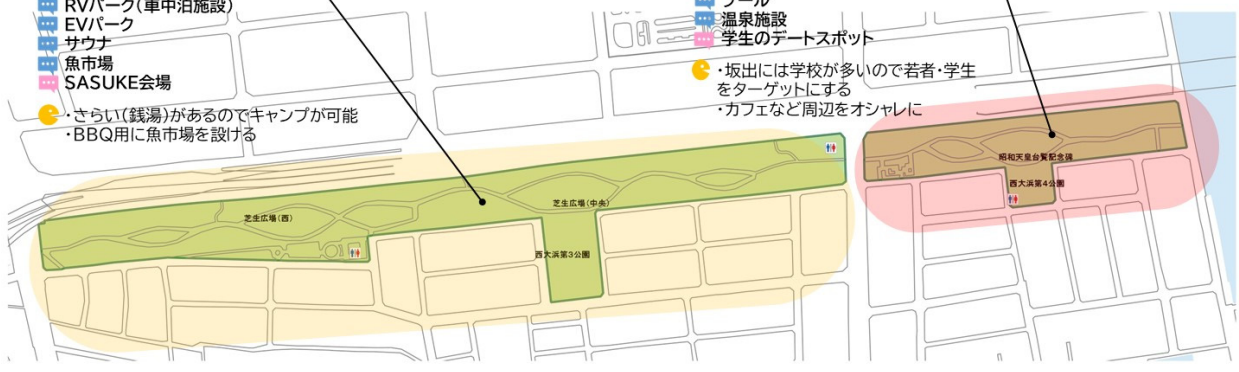 RVパーク(車中泊施設)
EVパーク
サウナ
魚市場
SASUKE会場
・さらい(銭湯)があるのでキャンプが可能
・BBQ用に魚市場を設ける
プール
温泉施設
学生のデートスポット
・坂出には学校が多いので若者・学生
をターゲットにする
・カフェなど周辺をオシャレに
昭和天皇台覧記念碑
西大浜第4公園
芝生広場(西)
芝生広場(中央)
西大浜第3公園